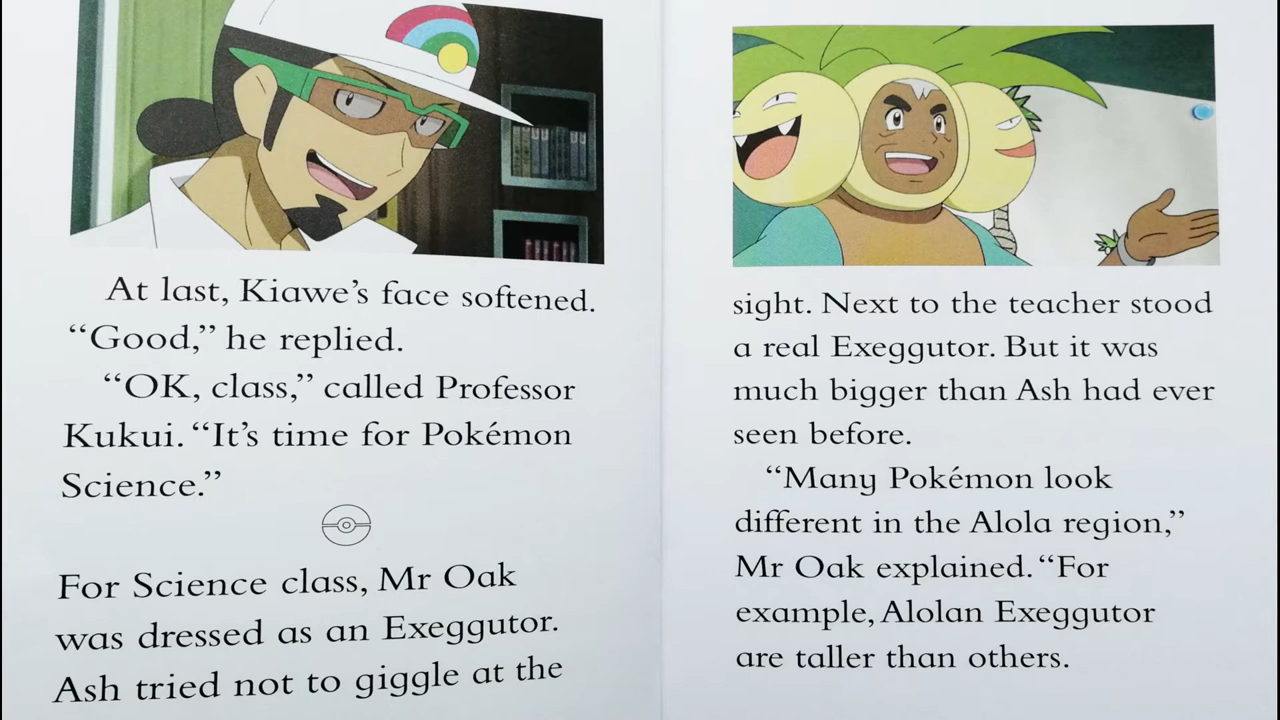 At last, Kiawe's face softened.
“Good,” he replied.
“OK, class,” called Professor
Kukui. “It's time for Pokémon
Science.”
For Science class, Mr Oak
was dressed as an Exeggutor.
Ash tried not to giggle at the
sight. Next to the teacher stood
a real Exeggutor. But it was
much bigger than Ash had ever
seen before.
“Many Pokémon look
different in the Alola region,”
Mr Oak explained. “For
example, Alolan Exeggutor
are taller than others.